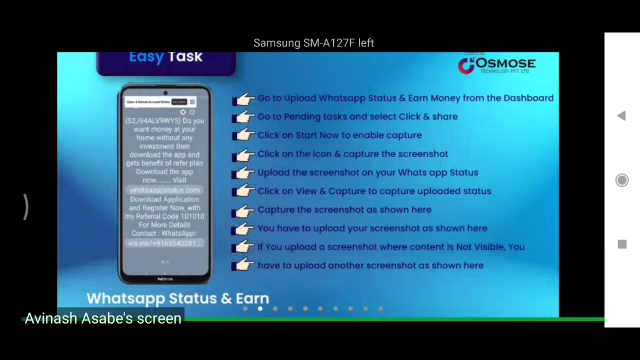 Samsung SM-A127F left
Easy Task
OSMOSE
TECHNOLOGY PVT. LTD.
(S2J94ALV9WY5) Do you
want money at your
home without any
investment then
download the app and
gets benefit of refer plan
Download the app
now..........Visit
whatsaappstatus.com
Download Application
and Register Now, with
my Referral Code 101010
For More Details
Contact : WhatsApp-
wa.me/+9163540281...
NOKIA
Go to Upload Whatsapp Status & Earn Money from the Dashboard
Go to Pending tasks and select Click & share
Click on Start Now to enable capture
Click on the icon & capture the screenshot
Upload the screenshot on your Whats app Status
Click on View & Capture to capture uploaded status
Capture the screenshot as shown here
You have to upload your screenshot as shown here
If You upload a screenshot where content is Not Visible, You
have to upload another screenshot as shown here
Whatsapp Status & Earn
Avinash Asabe's screen